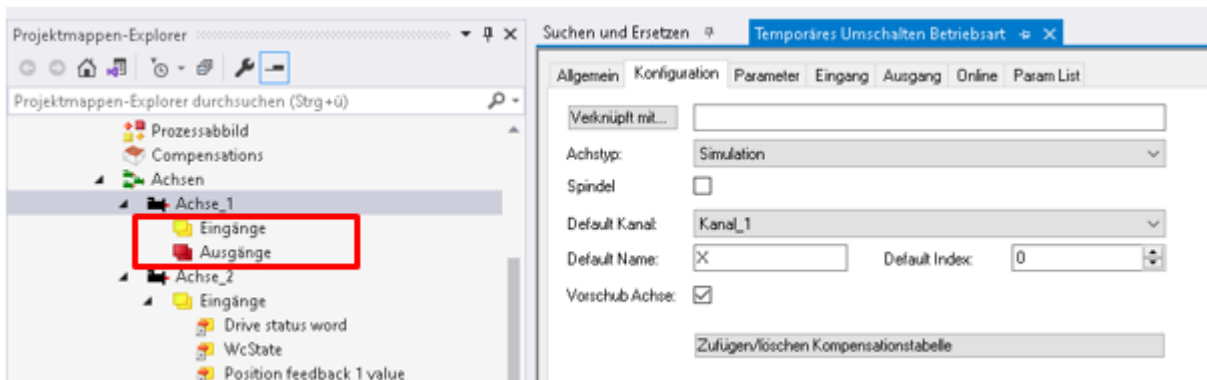 Projektmappen-Explorer
Projektmappen-Explorer durchsuchen (Strg+ü)
Prozessabbild
Compensations
Achsen
Achse_1
Eingänge
Ausgänge
Achse_2
Eingänge
Drive status word
WcState
Position feedback 1 value
Suchen und Ersetzen
Temporäres Umschalten Betriebsart
Allgemein Konfiguration Parameter Eingang Ausgang Online Param List
Verknüpft mit...
Achstyp: Simulation
Spindel
Default Kanal: Kanal_1
Default Name: X Default Index: 0
Vorschub Achse:
Zufügen/löschen Kompensationstabelle